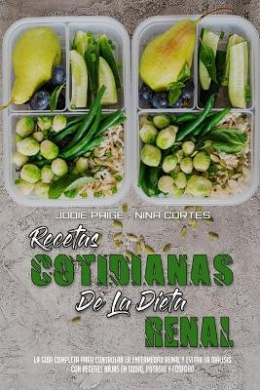 JODIE PAIGE - NINA CORTES
Recetas
COTIDIANAS
De La Dieta
RENAL
LA GUÍA COMPLETA PARA CONTROLAR LA ENFERMEDAD RENAL Y EVITAR LA DIÁLISIS
CON RECETAS BAJAS EN SODIO, POTASIO Y FÓSFORO